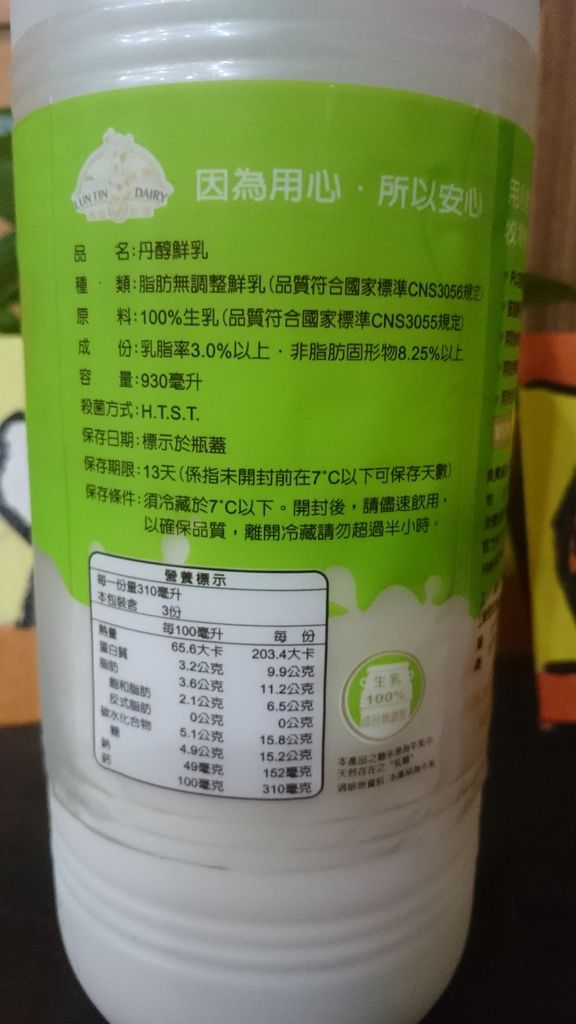 LUN TIN DAIRY
因為用心・所以安心
品名:丹醇鮮乳
種類:脂肪無調整鮮乳(品質符合國家標準CNS3056規定)
原料:100%生乳(品質符合國家標準CNS3055規定)
成份:乳脂率3.0%以上・非脂肪固形物8.25%以上
容量:930毫升
殺菌方式:H.T.S.T.
保存日期:標示於瓶蓋
保存期限:13天(係指未開封前在7°C以下可保存天數)
保存條件:須冷藏於7°C以下。開封後,請儘速飲用,
以確保品質,離開冷藏請勿超過半小時。
營養標示
每一份量310毫升
本包裝含 3份
每100毫升 每份
熱量 65.6大卡 203.4大卡
蛋白質 3.2公克 9.9公克
脂肪 3.6公克 11.2公克
飽和脂肪 2.1公克 6.5公克
反式脂肪 0公克 0公克
碳水化合物 5.1公克 15.8公克
糖 4.9公克 15.2公克
鈉 49毫克 152毫克
鈣 100毫克 310毫克
生乳
100%
成份無調整
天然存在之"乳糖"